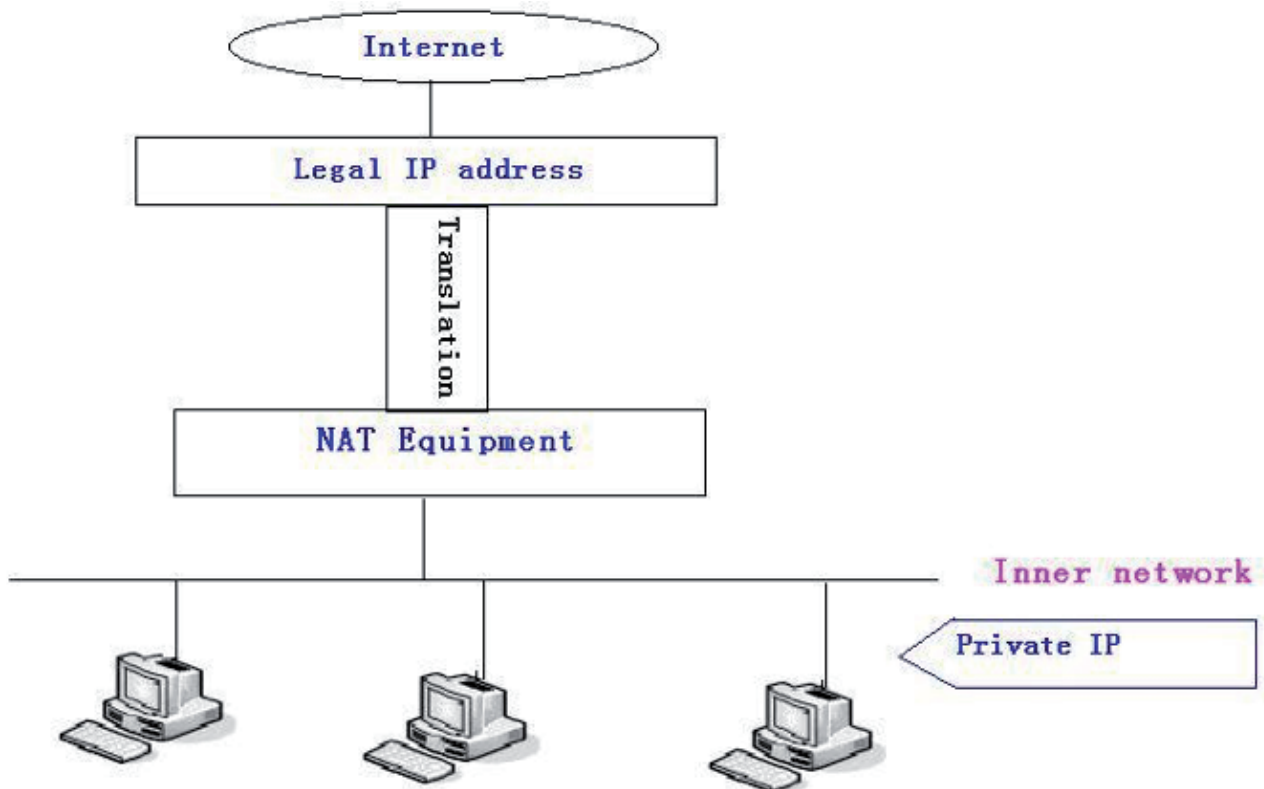 Internet
Legal IP address
Translation
NAT Equipment
Inner network
Private IP